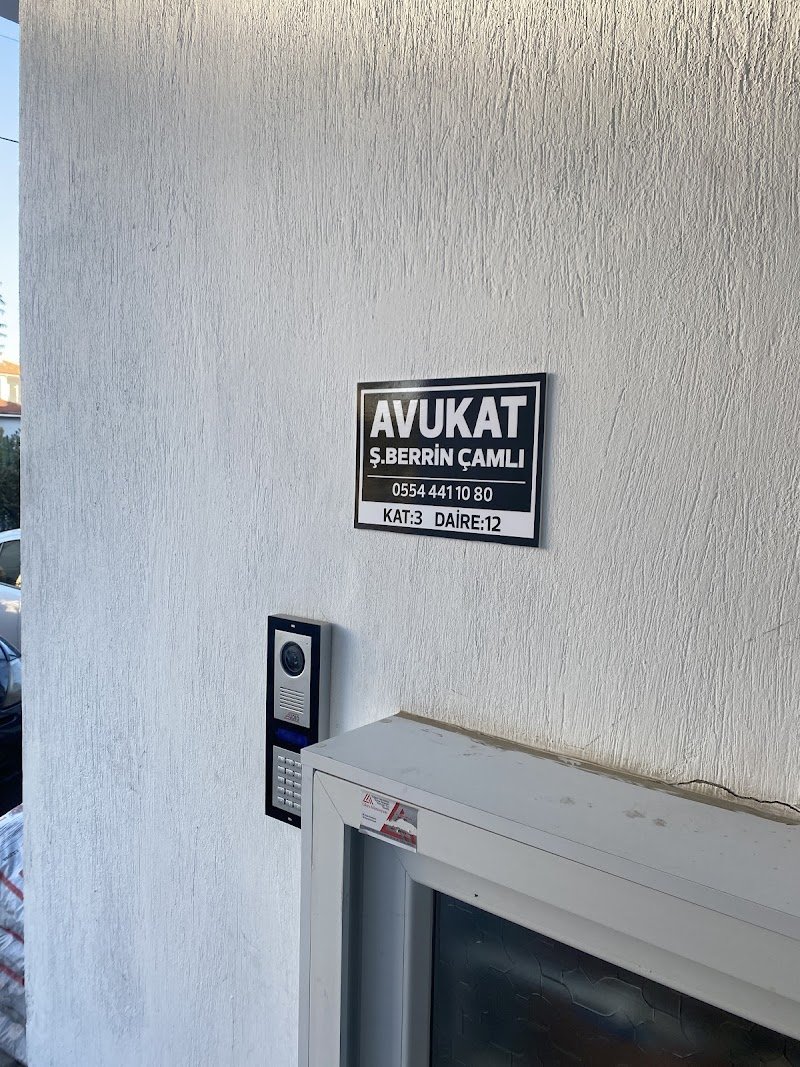 AVUKAT
Ş.BERRİN ÇAMLI
0554 441 10 80
KAT:3 DAİRE:12